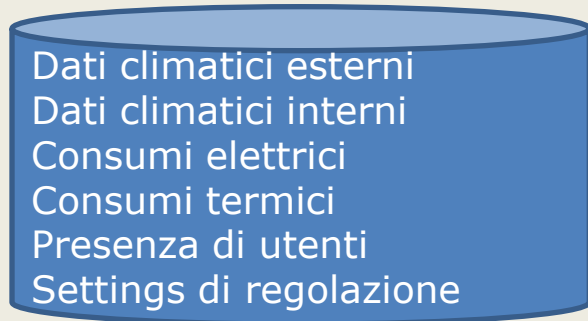 Dati climatici esterni
Dati climatici interni
Consumi elettrici
Consumi termici
Presenza di utenti
Settings di regolazione